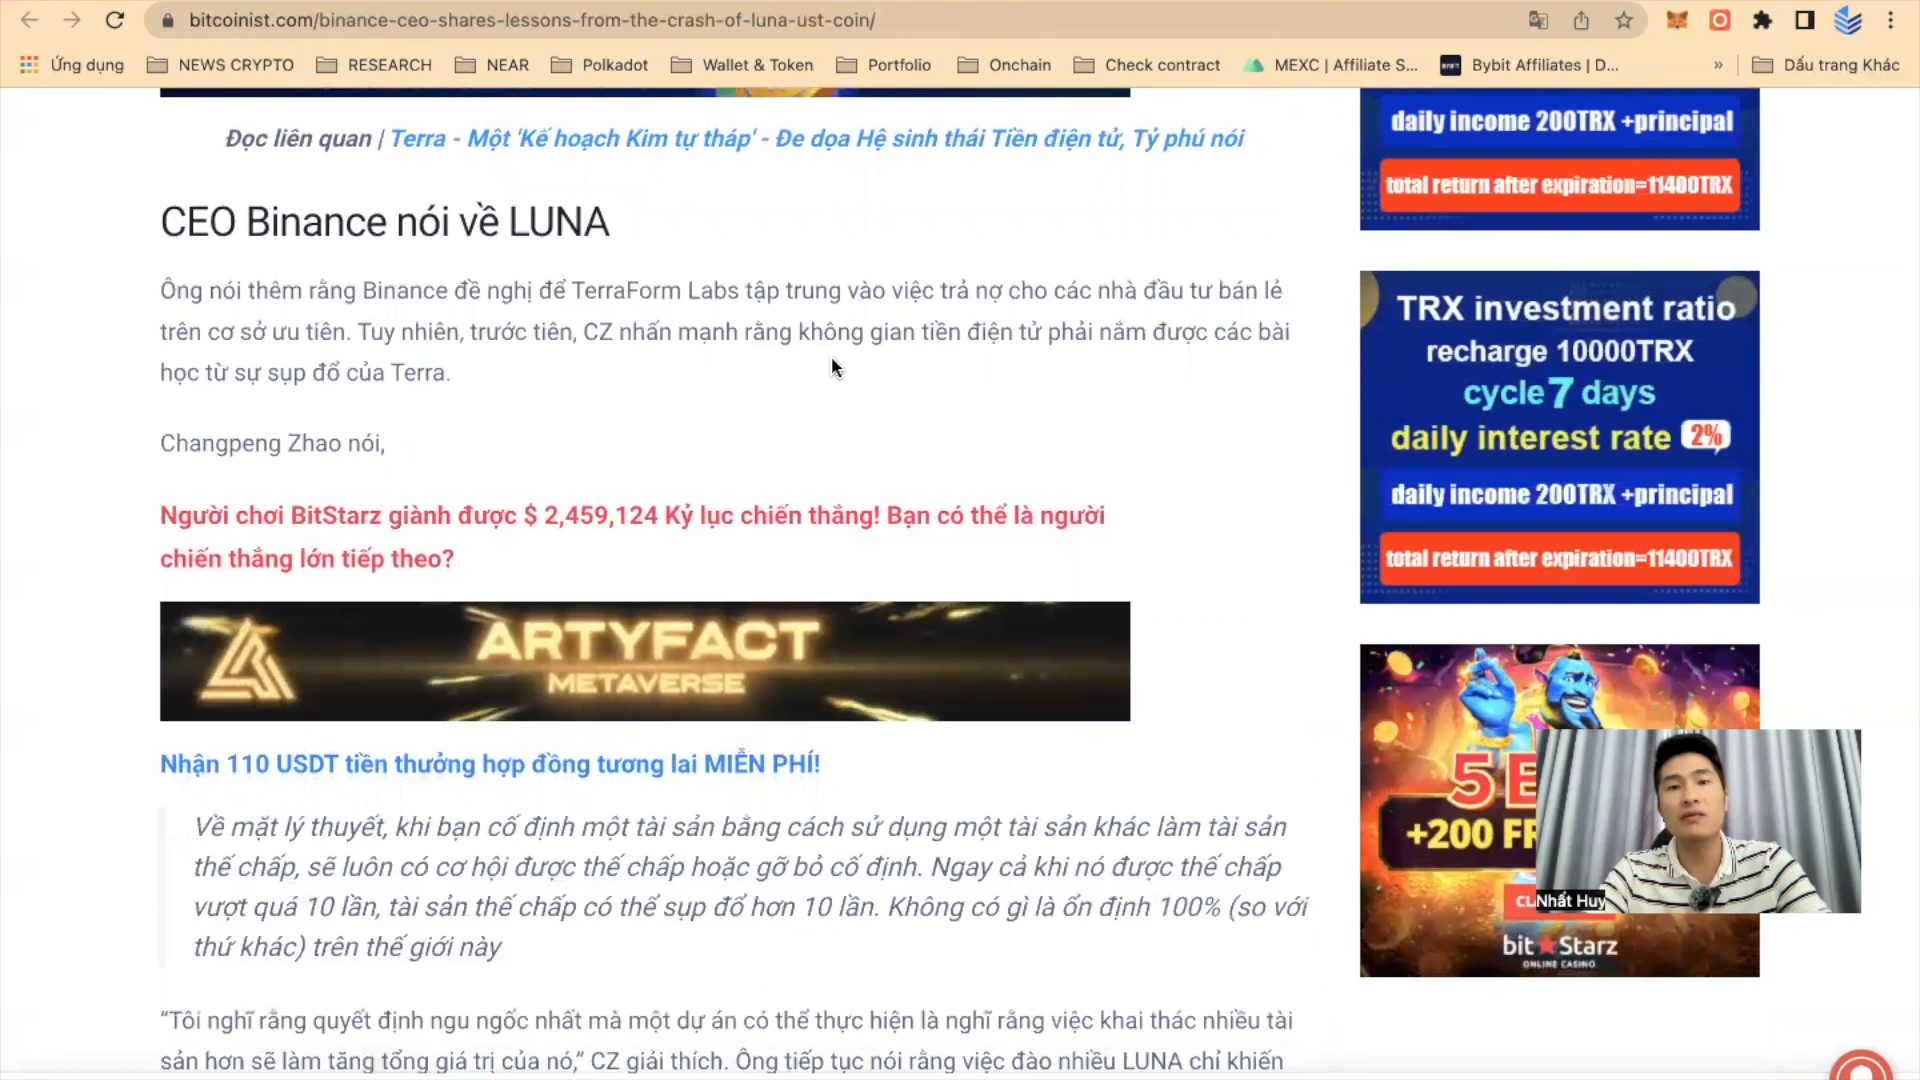 bitcoinist.com/binance-ceo-shares-lessons-from-the-crash-of-luna-ust-coin/
Ứng dụng NEWS CRYPTO RESEARCH NEAR Polkadot Wallet & Token Portfolio Onchain Check contract MEXC | Affiliate S... Bybit Affiliates | D... » Dấu trang Khác
Đọc liên quan | Terra - Một 'Kế hoạch Kim tự tháp' - Đe dọa Hệ sinh thái Tiền điện tử, Tỷ phú nói
CEO Binance nói về LUNA
Ông nói thêm rằng Binance đề nghị để TerraForm Labs tập trung vào việc trả nợ cho các nhà đầu tư bán lẻ
trên cơ sở ưu tiên. Tuy nhiên, trước tiên, CZ nhấn mạnh rằng không gian tiền điện tử phải nắm được các bài
học từ sự sụp đổ của Terra.
Changpeng Zhao nói,
Người chơi BitStarz giành được $ 2,459,124 Kỷ lục chiến thắng! Bạn có thể là người
chiến thắng lớn tiếp theo?
ARTYFACT
METAVERSE
Nhận 110 USDT tiền thưởng hợp đồng tương lai MIỄN PHÍ!
Về mặt lý thuyết, khi bạn cố định một tài sản bằng cách sử dụng một tài sản khác làm tài sản
thế chấp, sẽ luôn có cơ hội được thế chấp hoặc gỡ bỏ cố định. Ngay cả khi nó được thế chấp
vượt quá 10 lần, tài sản thế chấp có thể sụp đổ hơn 10 lần. Không có gì là ổn định 100% (so với
thứ khác) trên thế giới này
“Tôi nghĩ rằng quyết định ngu ngốc nhất mà một dự án có thể thực hiện là nghĩ rằng việc khai thác nhiều tài
sản hơn sẽ làm tăng tổng giá trị của nó,” CZ giải thích. Ông tiếp tục nói rằng việc đào nhiều LUNA chỉ khiến
daily income 200TRX +principal
total return after expiration=11400TRX
TRX investment ratio
recharge 10000TRX
cycle 7 days
daily interest rate 2%
daily income 200TRX +principal
total return after expiration=11400TRX
5 B
+200 FR
CL
Nhất Huy
bit Starz
ONLINE CASINO